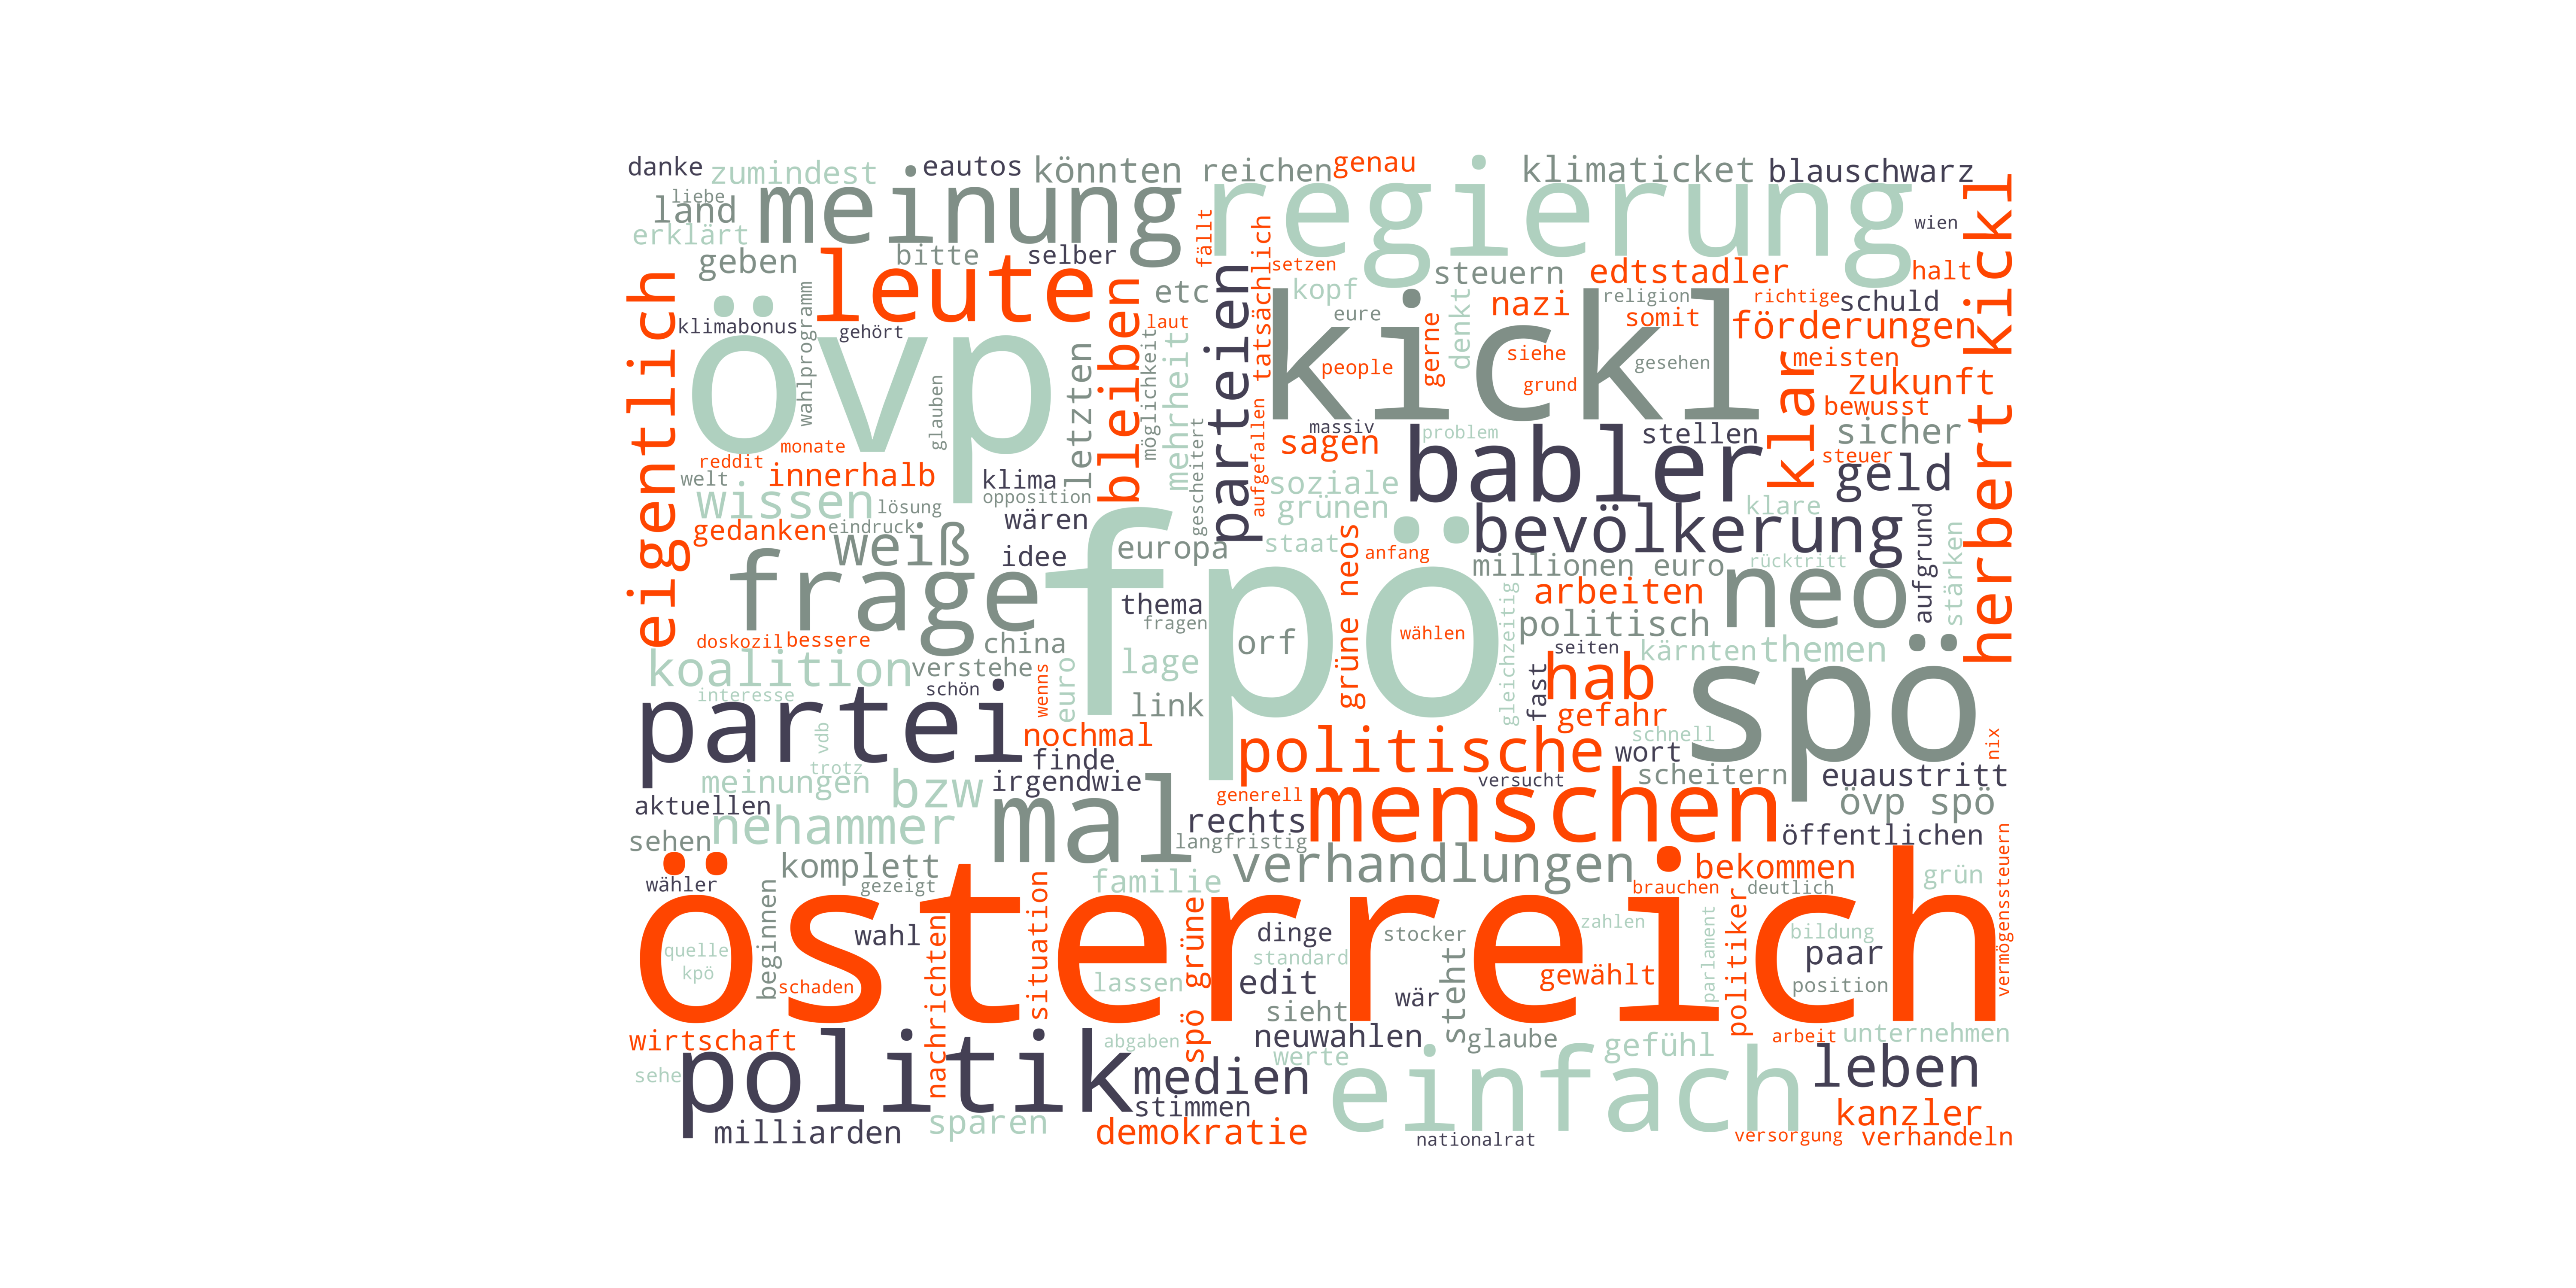 danke
zumindest
eautos
könnten
reichen
genau
klimaticket
blauschwarz
liebe
land
meinung
regierung
wien
herbert kickl
erklärt
geben
bitte
selber
fällt
tatsächlich
setzen
steuern
edtstadler
halt
eigentlich
leute
bleiben
etc
parteien
kopf
denkt
nazi
religion
richtige
schuld
klimabonus
wahlprogramm
gehört
laut
eure
somit
förderungen
övp
glauben
letzten
möglichkeit
mehrheit
kickl
people
gerne
siehe
grund
gesehen
klar
meisten
zukunft
bewusst
monate
gescheitert
aufgefallen
massiv
sagen
problem
stellen
sicher
reddit
innerhalb
welt
wissen
lösung
klima
opposition
soziale
babler
steuer
geld
gedanken
eindruck
wären
grünen
bevölkerung
klare
weiß
idee
europa
staat
grüne neos
anfang
millionen euro
rücktritt
aufgrund
stärken
frage
fpö
thema
fragen
gleichzeitig
arbeiten
neo
politisch
doskozil
bessere
china
orf
wählen
seiten
kärnten
themen
koalition
verstehe
euro
lage
fast
hab
spö
interesse
schön
wenns
link
gefahr
partei
vdb
nochmal
politische
schnell
nix
trotz
finde
wort
meinungen
bzw
irgendwie
versucht
scheitern
euaustritt
aktuellen
mal
generell
menschen
övp spö
nehammer
rechts
öffentlichen
sehen
langfristig
komplett
verhandlungen
bekommen
vermögenssteuern
wähler
gezeigt
familie
brauchen
deutlich
grün
österreich
beginnen
wahl
nachrichten
situation
spö grüne
dinge
stocker
zahlen
parlament
politiker
bildung
quelle
standard
steht
paar
kpö
schaden
lassen
edit
wär
gewählt
position
sieht
wirtschaft
politik
abgaben
neuwahlen
glaube
gefühl
arbeit
unternehmen
sehe
medien
werte
einfach
leben
stimmen
kanzler
milliarden
sparen
demokratie
nationalrat
versorgung
verhandeln